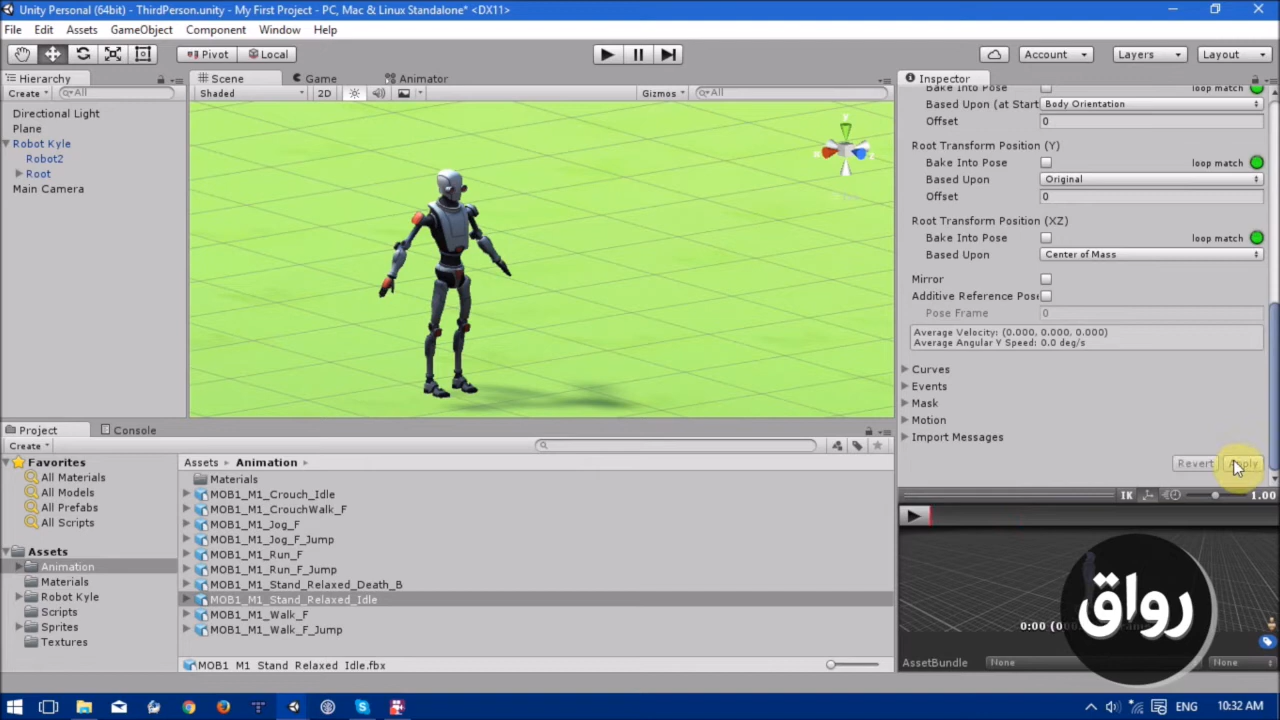 Unity Personal (64bit) - ThirdPerson.unity - My First Project - PC, Mac & Linux Standalone* <DX11>
File Edit Assets GameObject Component Window Help
Pivot Local Account Layers Layout
Hierarchy
Create All
Directional Light
Plane
Robot Kyle
Robot2
Root
Main Camera
Scene Game Animator
Shaded 2D Gizmos All
Inspector
Bake Into Pose loop match
Based Upon (at Start Body Orientation
Offset 0
Root Transform Position (Y)
Bake Into Pose loop match
Based Upon Original
Offset 0
Root Transform Position (XZ)
Bake Into Pose loop match
Based Upon Center of Mass
Mirror
Additive Reference Pose
Pose Frame 0
Average Velocity: (0.000, 0.000, 0.000)
Average Angular Y Speed: 0.0 deg/s
Curves
Events
Mask
Motion
Import Messages
Revert Apply
IK 1.00
0:00
رواق
AssetBundle None None
Project Console
Create
Favorites
All Materials
All Models
All Prefabs
All Scripts
Assets
Animation
Materials
Robot Kyle
Scripts
Sprites
Textures
Assets Animation
Materials
MOB1_M1_Crouch_Idle
MOB1_M1_CrouchWalk_F
MOB1_M1_Jog_F
MOB1_M1_Jog_F_Jump
MOB1_M1_Run_F
MOB1_M1_Run_F_Jump
MOB1_M1_Stand_Relaxed_Death_B
MOB1_M1_Stand_Relaxed_Idle
MOB1_M1_Walk_F
MOB1_M1_Walk_F_Jump
MOB1_M1_Stand_Relaxed_Idle.fbx
ENG 10:32 AM